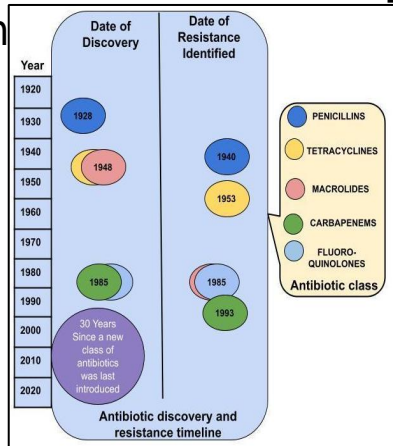 n
Date of
Discovery
Date of
Resistance
Identified
Year
1920
1930
1940
1950
1960
1970
1980
1990
2000
2010
2020
1928
1948
1985
30 Years
Since a new
class of
antibiotics
was last
introduced
1940
1953
1985
1993
Antibiotic discovery and
resistance timeline
PENICILLINS
TETRACYCLINES
MACROLIDES
CARBAPENEMS
FLUORO-
QUINOLONES
Antibiotic class